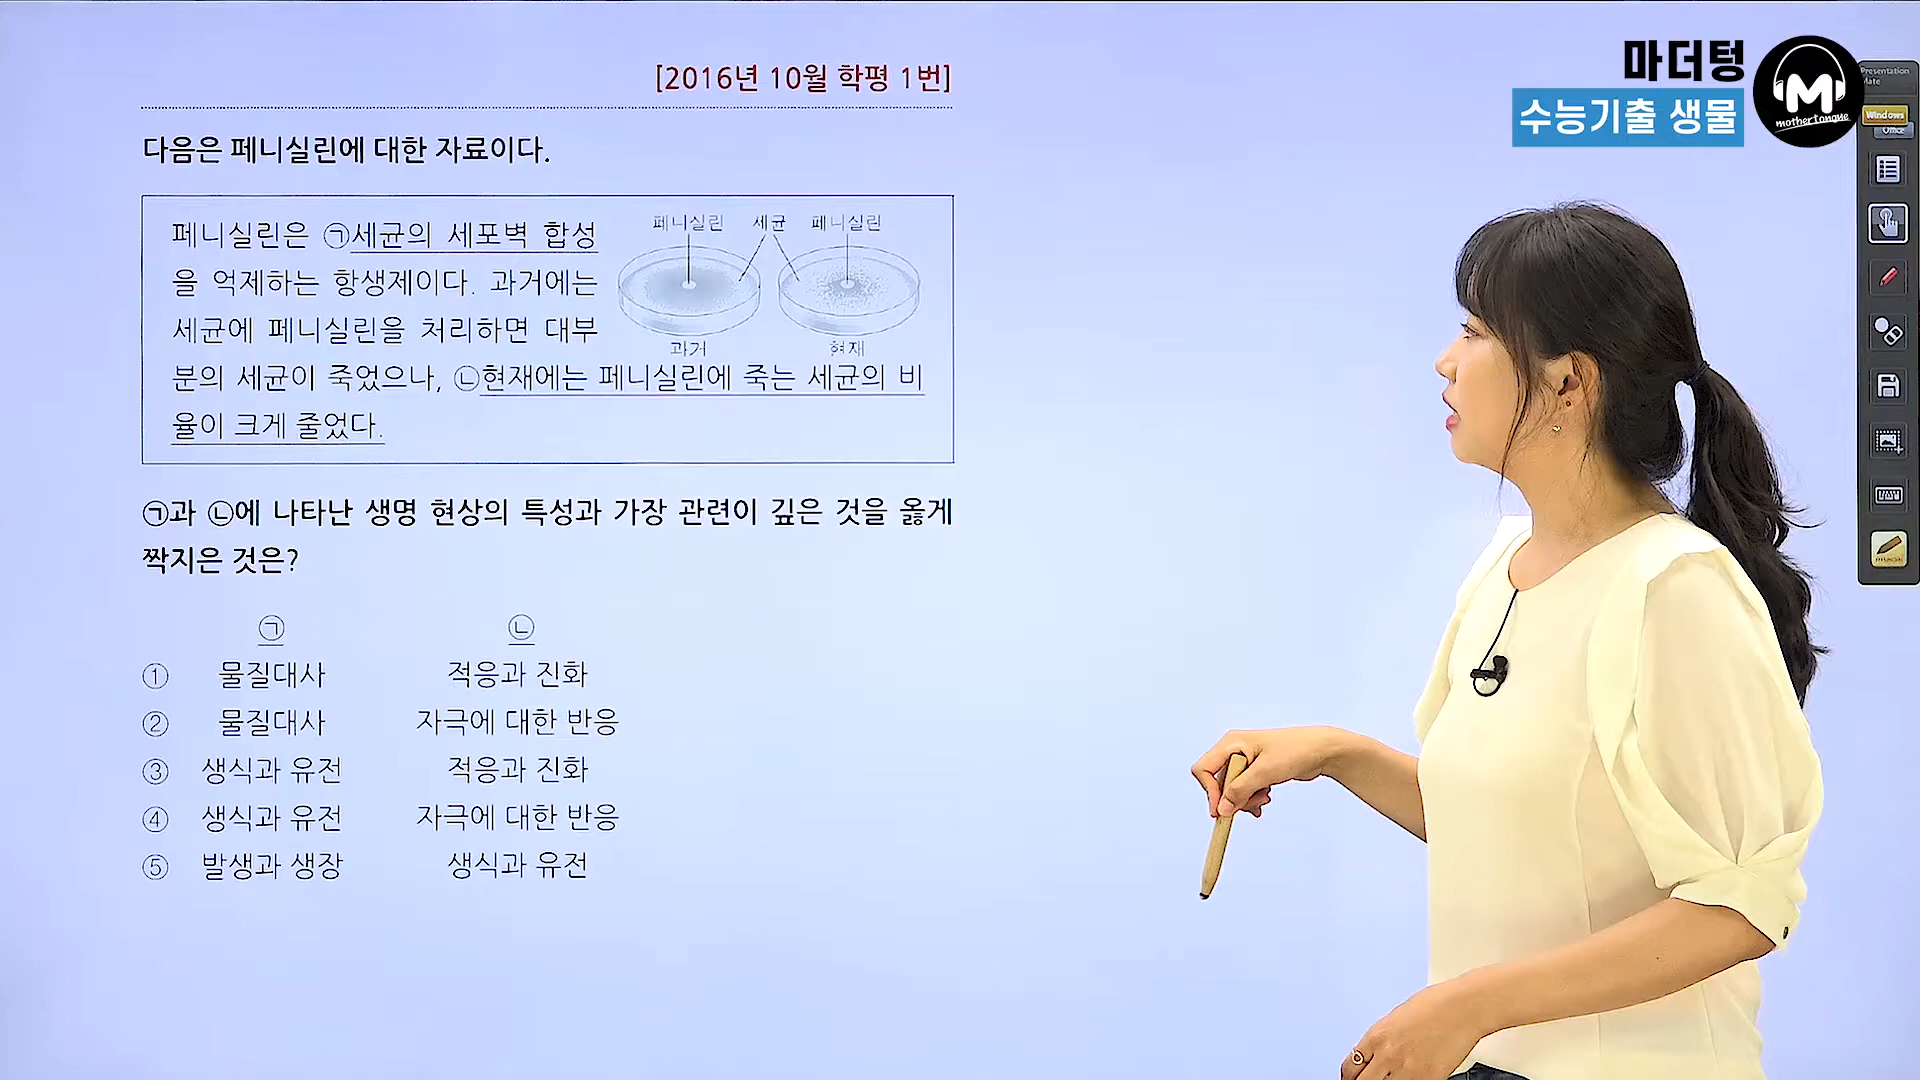 [2016년 10월 학평 1번]
다음은 페니실린에 대한 자료이다.
페니실린은 ㉠세균의 세포벽 합성
을 억제하는 항생제이다. 과거에는
세균에 페니실린을 처리하면 대부
분의 세균이 죽었으나, ㉡현재에는 페니실린에 죽는 세균의 비
율이 크게 줄었다.
페니실린 세균 페니실린
과거 현재
㉠과 ㉡에 나타난 생명 현상의 특성과 가장 관련이 깊은 것을 옳게
짝지은 것은?
㉠ ㉡
① 물질대사 적응과 진화
② 물질대사 자극에 대한 반응
③ 생식과 유전 적응과 진화
④ 생식과 유전 자극에 대한 반응
⑤ 발생과 생장 생식과 유전
마더텅
수능기출 생물
M
mothertongue
Presentation
Mate
Windows
Office